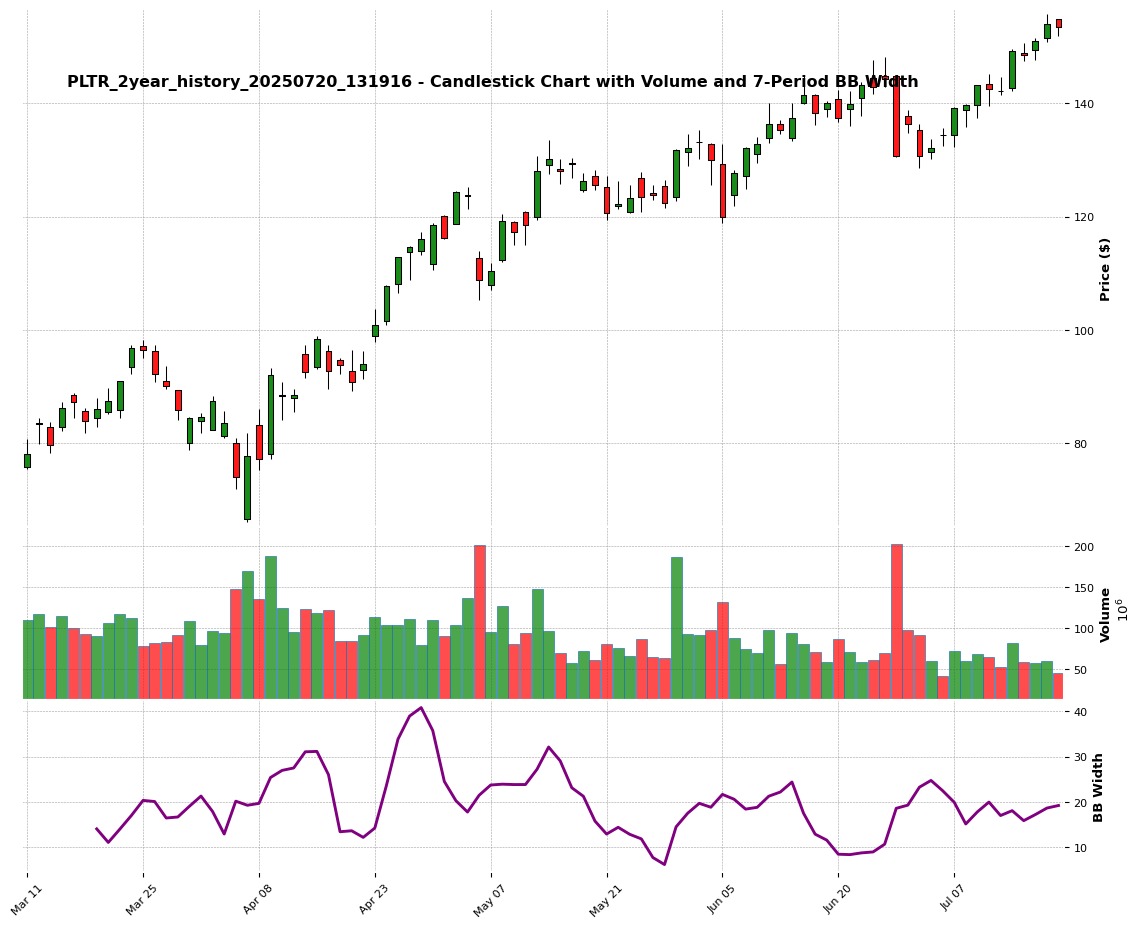 PLTR_2year_history_20250720_131916 - Candlestick Chart with Volume and 7-Period BB Width
140
120
100
80
Price ($)
200
150
100
50
Volume
10^6
40
30
20
10
BB Width
Mar 11
Mar 25
Apr 08
Apr 23
May 07
May 21
Jun 05
Jun 20
Jul 07